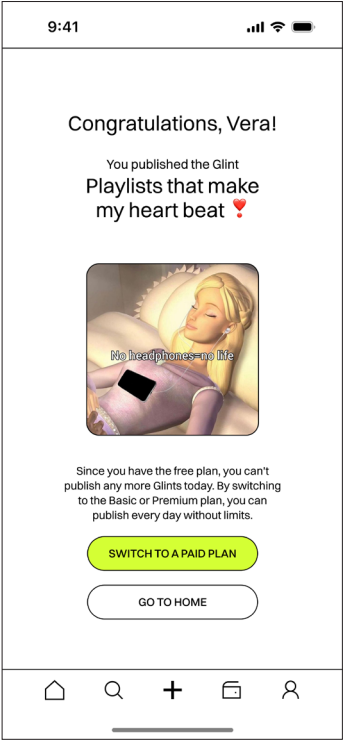 9:41
Congratulations, Vera!
You published the Glint
Playlists that make
my heart beat ❣️
No headphones=no life
Since you have the free plan, you can't
publish any more Glints today. By switching
to the Basic or Premium plan, you can
publish every day without limits.
SWITCH TO A PAID PLAN
GO TO HOME